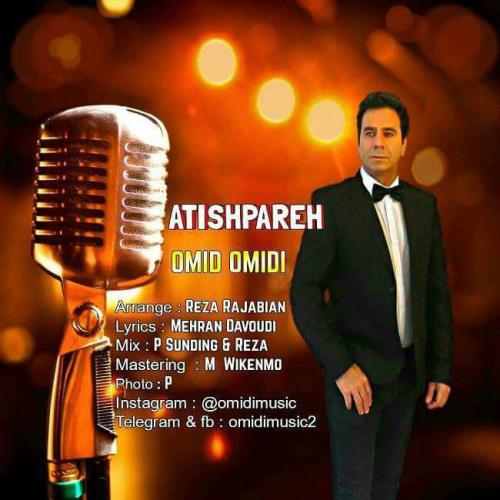 ATISHPAREH
OMID OMIDI
Arrange : REZA RAJABIAN
Lyrics : MEHRAN DAVOUDI
Mix : P SUNDING & REZA
Mastering : M WIKENMO
Photo : P
Instagram : @omidimusic
Telegram & fb : omidimusic2